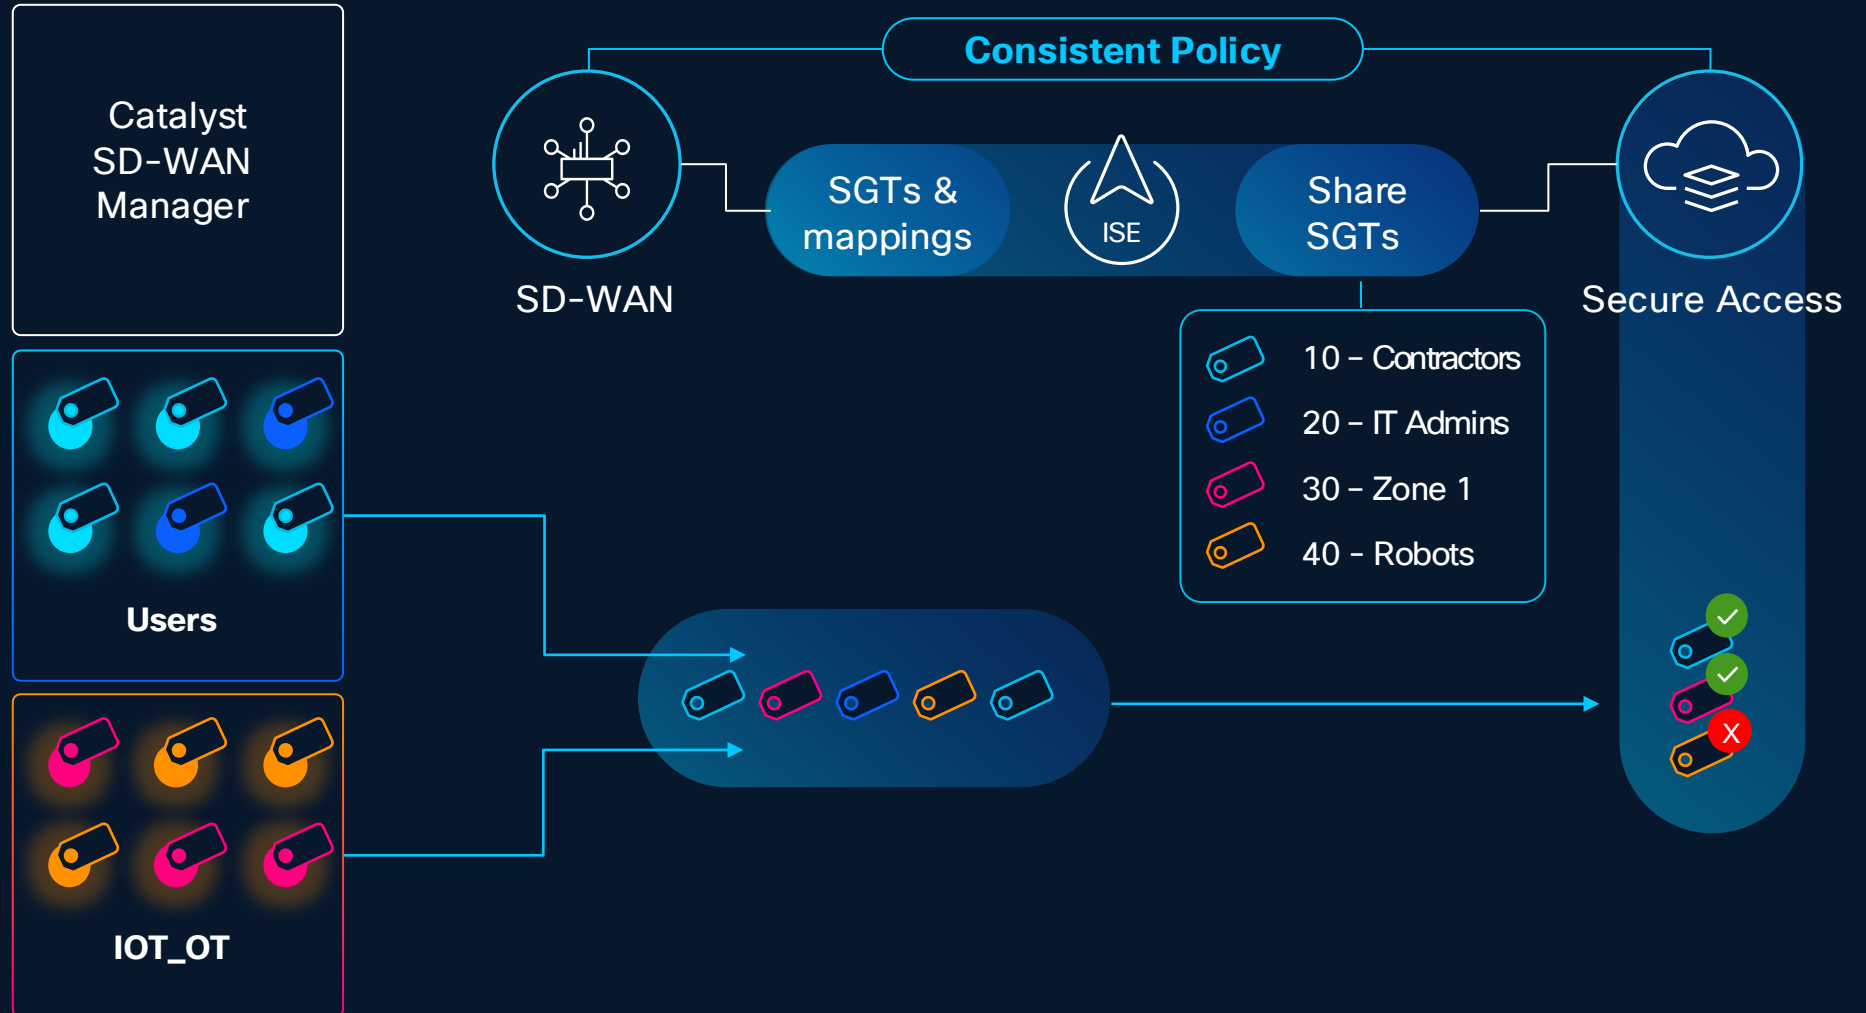 Catalyst
SD-WAN
Manager
Consistent Policy
SGTs &
mappings
ISE
Share
SGTs
SD-WAN
Secure Access
10 – Contractors
20 – IT Admins
30 – Zone 1
40 – Robots
Users
X
IOT_OT